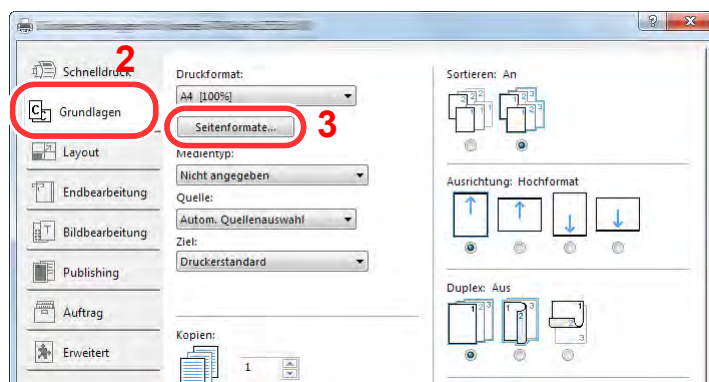 2
Schnelldruck
Grundlagen
Layout
Endbearbeitung
Bildbearbeitung
Publishing
Auftrag
Erweitert
Druckformat:
A4 [100%]
Seitenformate...
3
Medientyp:
Nicht angegeben
Quelle:
Autom. Quellenauswahl
Ziel:
Druckerstandard
Kopien:
1
Sortieren: An
Ausrichtung: Hochformat
Duplex: Aus